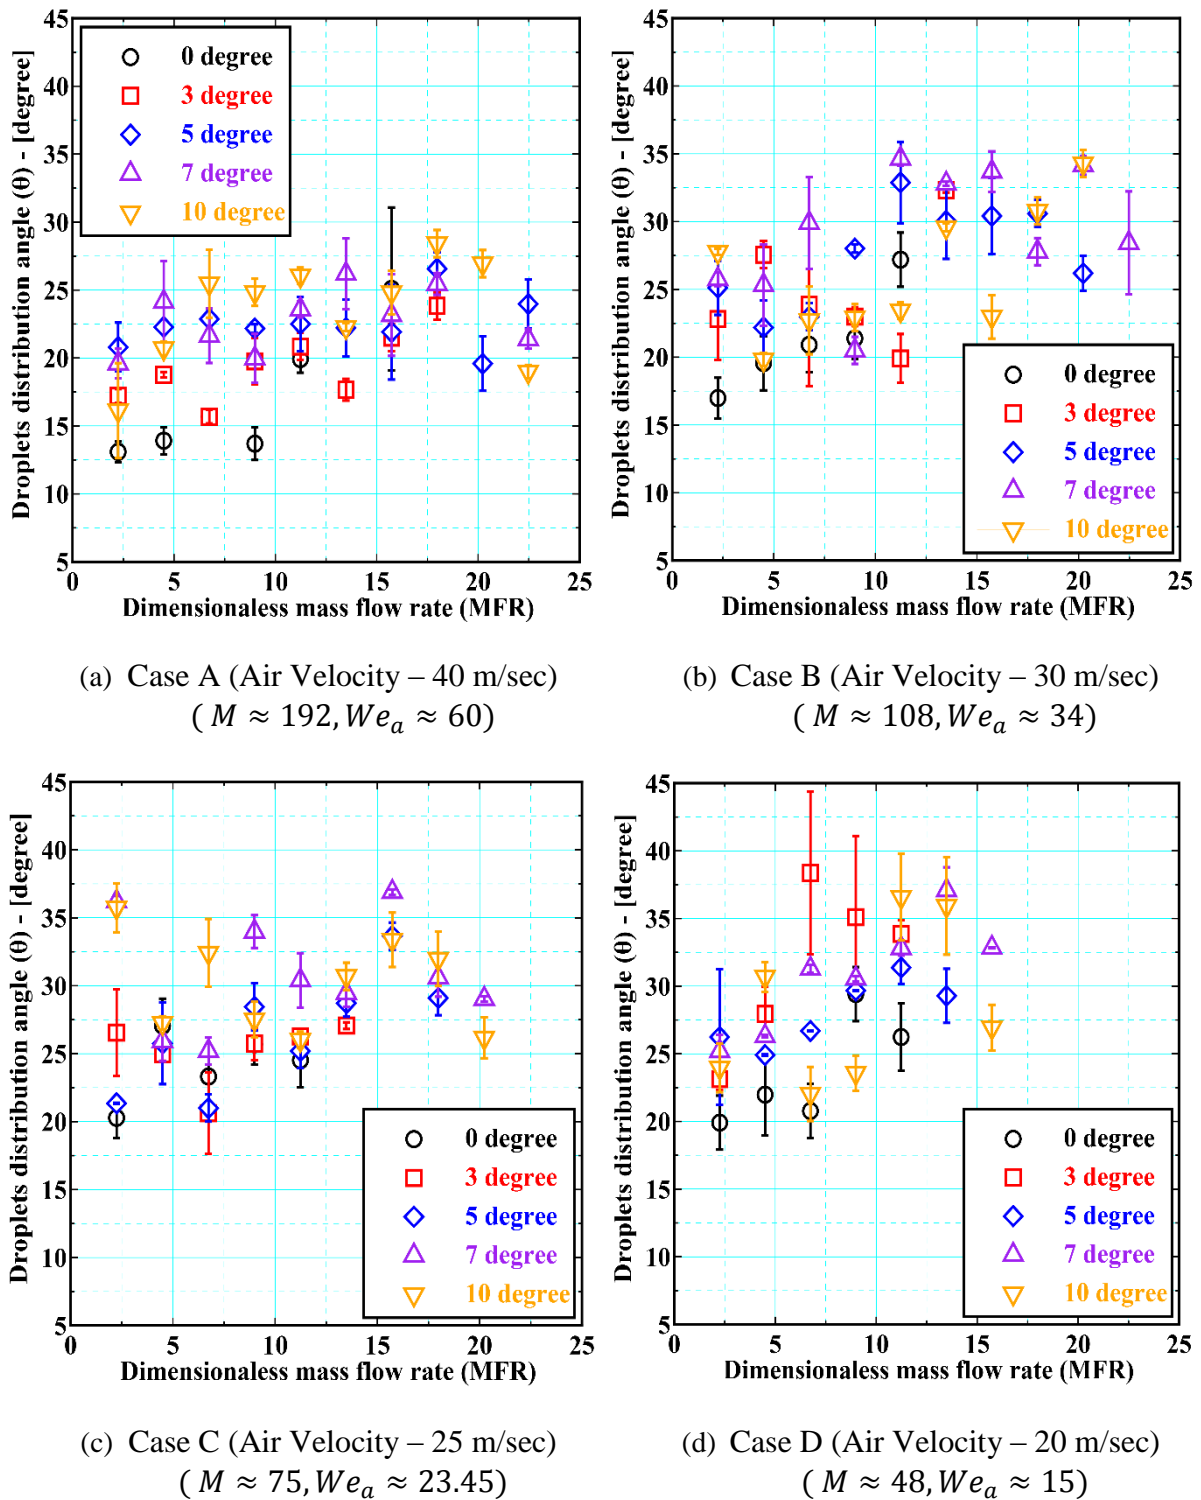 45
40
35
30
25
20
15
10
5
0 5 10 15 20 25
Droplets distribution angle (θ) - [degree]
Dimensionaless mass flow rate (MFR)
0 degree
3 degree
5 degree
7 degree
10 degree
45
40
35
30
25
20
15
10
5
0 5 10 15 20 25
Droplets distribution angle (θ) - [degree]
Dimensionaless mass flow rate (MFR)
0 degree
3 degree
5 degree
7 degree
10 degree
(a) Case A (Air Velocity – 40 m/sec)
( M ≈ 192, We_a ≈ 60)
(b) Case B (Air Velocity – 30 m/sec)
( M ≈ 108, We_a ≈ 34)
45
40
35
30
25
20
15
10
5
0 5 10 15 20 25
Droplets distribution angle (θ) - [degree]
Dimensionaless mass flow rate (MFR)
0 degree
3 degree
5 degree
7 degree
10 degree
45
40
35
30
25
20
15
10
5
0 5 10 15 20 25
Droplets distribution angle (θ) - [degree]
Dimensionaless mass flow rate (MFR)
0 degree
3 degree
5 degree
7 degree
10 degree
(c) Case C (Air Velocity – 25 m/sec)
( M ≈ 75, We_a ≈ 23.45)
(d) Case D (Air Velocity – 20 m/sec)
( M ≈ 48, We_a ≈ 15)